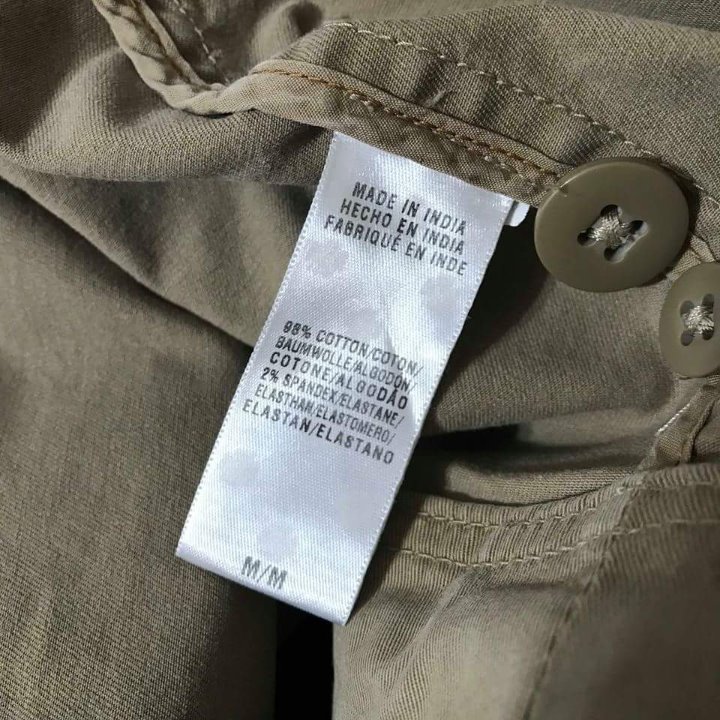 MADE IN INDIA
HECHO EN INDIA
FABRIQUÉ EN INDE
98% COTTON/COTON/
BAUMWOLLE/ALGODÓN/
COTONE/ALGODÃO
2% SPANDEX/ELASTANE/
ELASTHAN/ELASTOMERO/
ELASTAN/ELASTANO
M/M